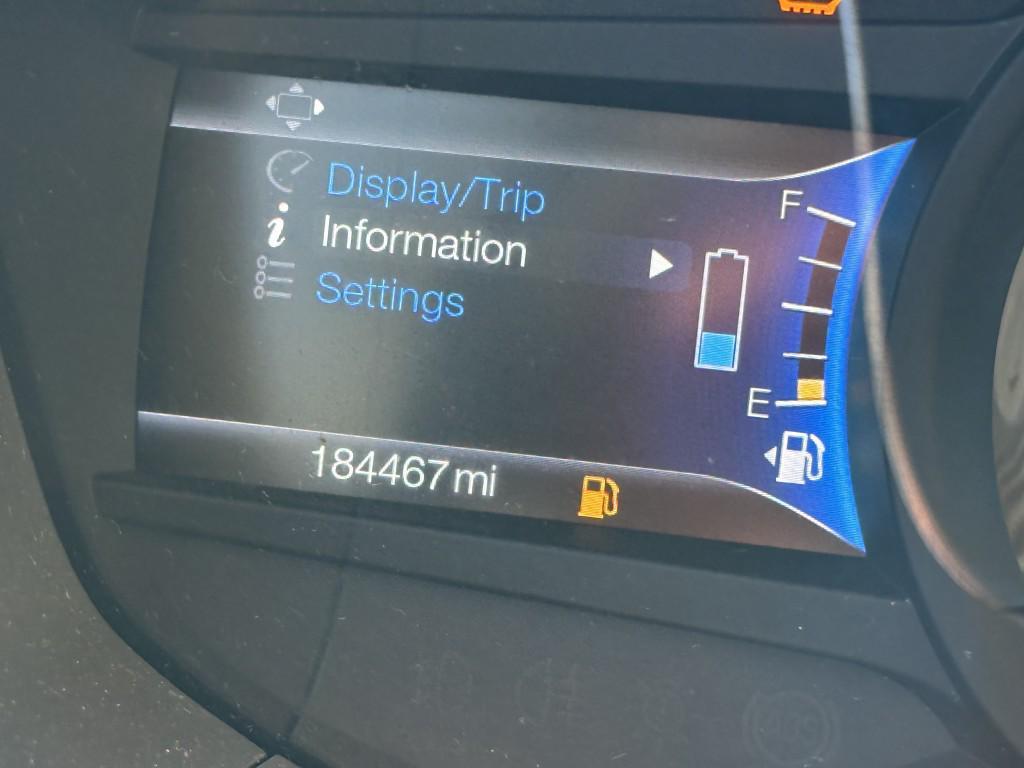 Display/Trip
F
Information
Settings
E
184467 mi